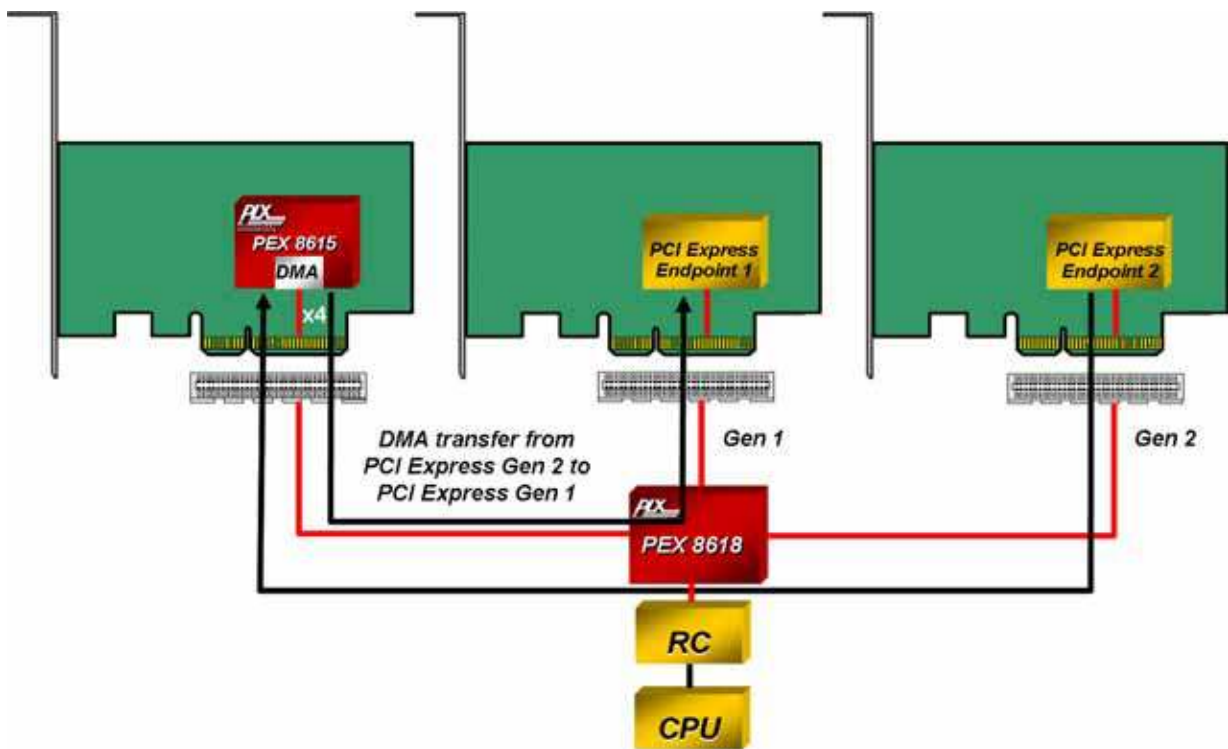 PLX
PEX 8615
DMA
x4
PCI Express
Endpoint 1
PCI Express
Endpoint 2
DMA transfer from
PCI Express Gen 2 to
PCI Express Gen 1
Gen 1
Gen 2
PLX
PEX 8618
RC
CPU